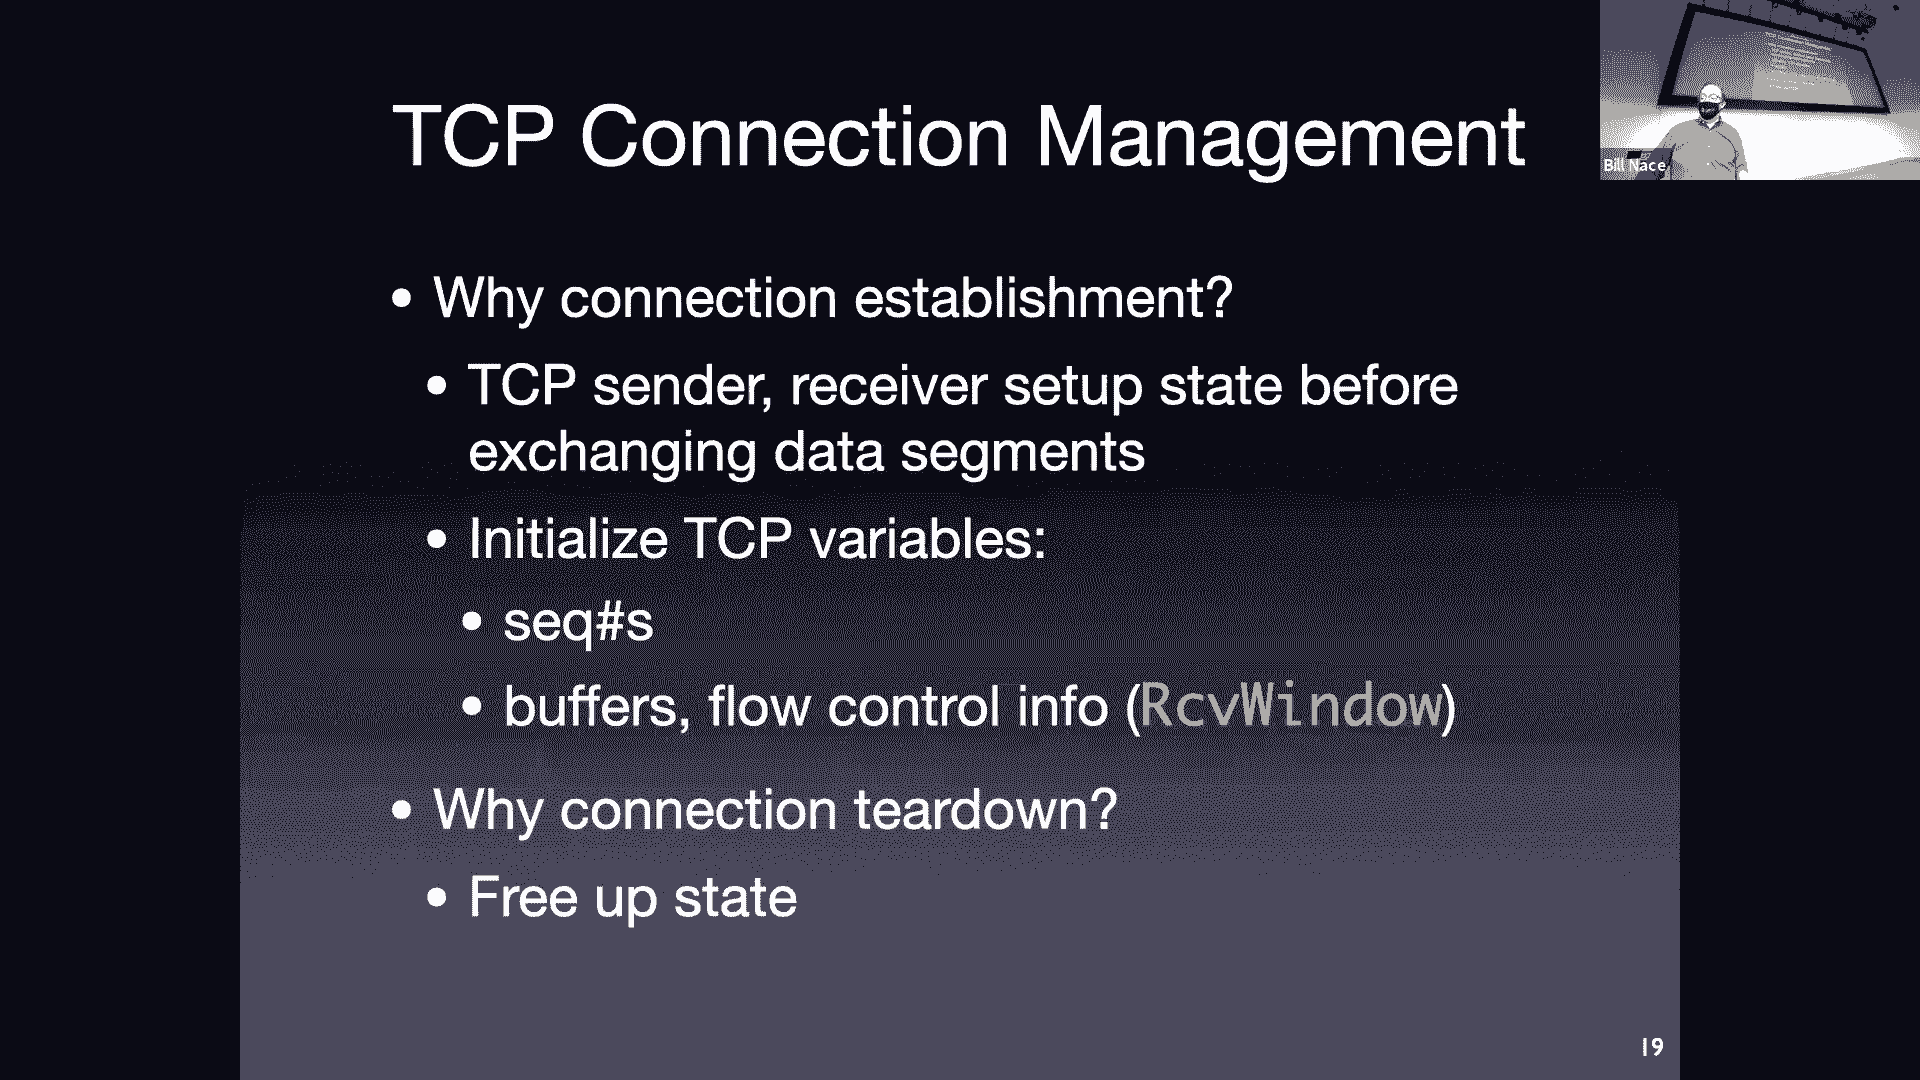 TCP Connection Management
Bill Nace
• Why connection establishment?
• TCP sender, receiver setup state before
exchanging data segments
• Initialize TCP variables:
• seq#s
• buffers, flow control info (RcvWindow)
• Why connection teardown?
• Free up state
19